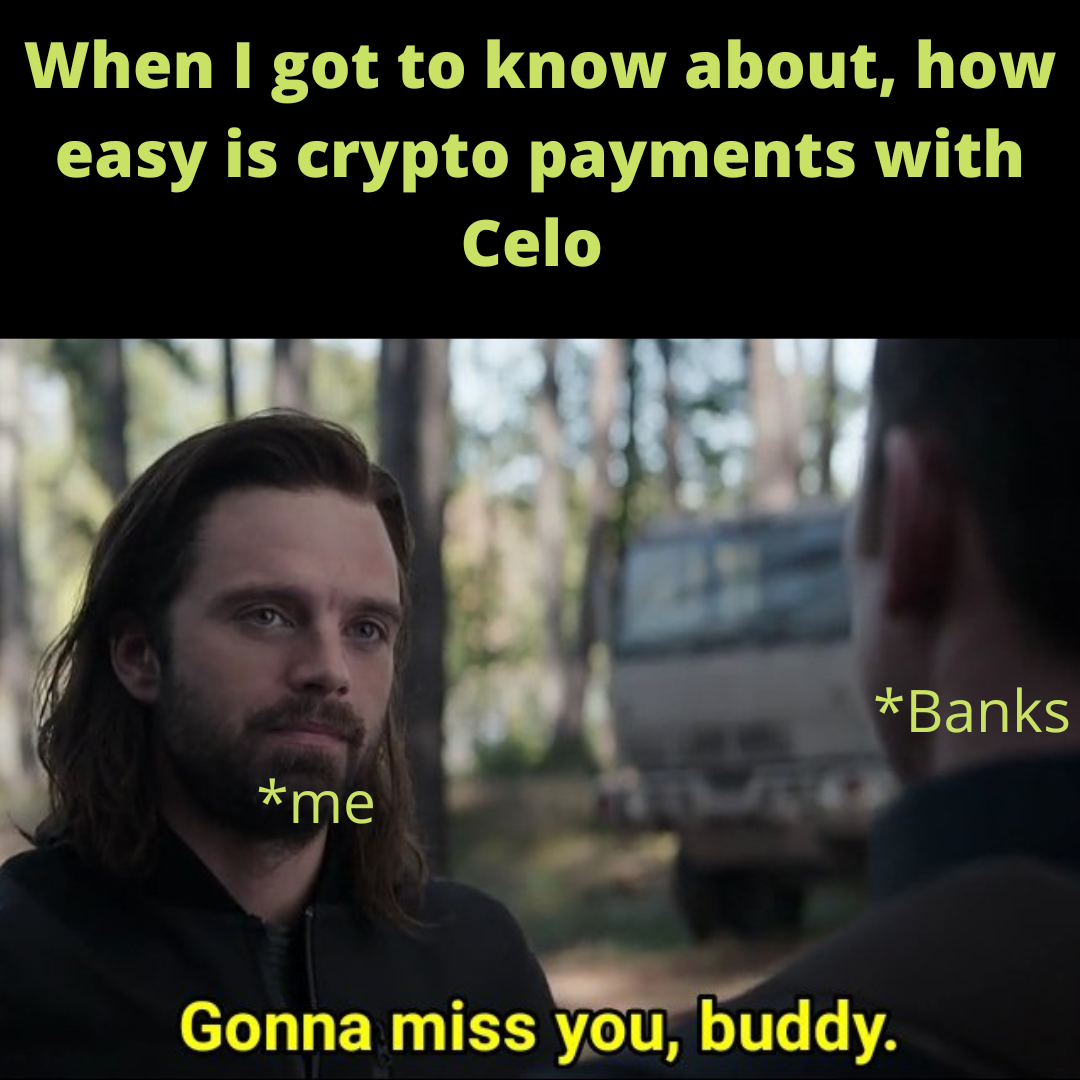 When I got to know about, how
easy is crypto payments with
Celo
*Banks
*me
Gonna miss you, buddy.